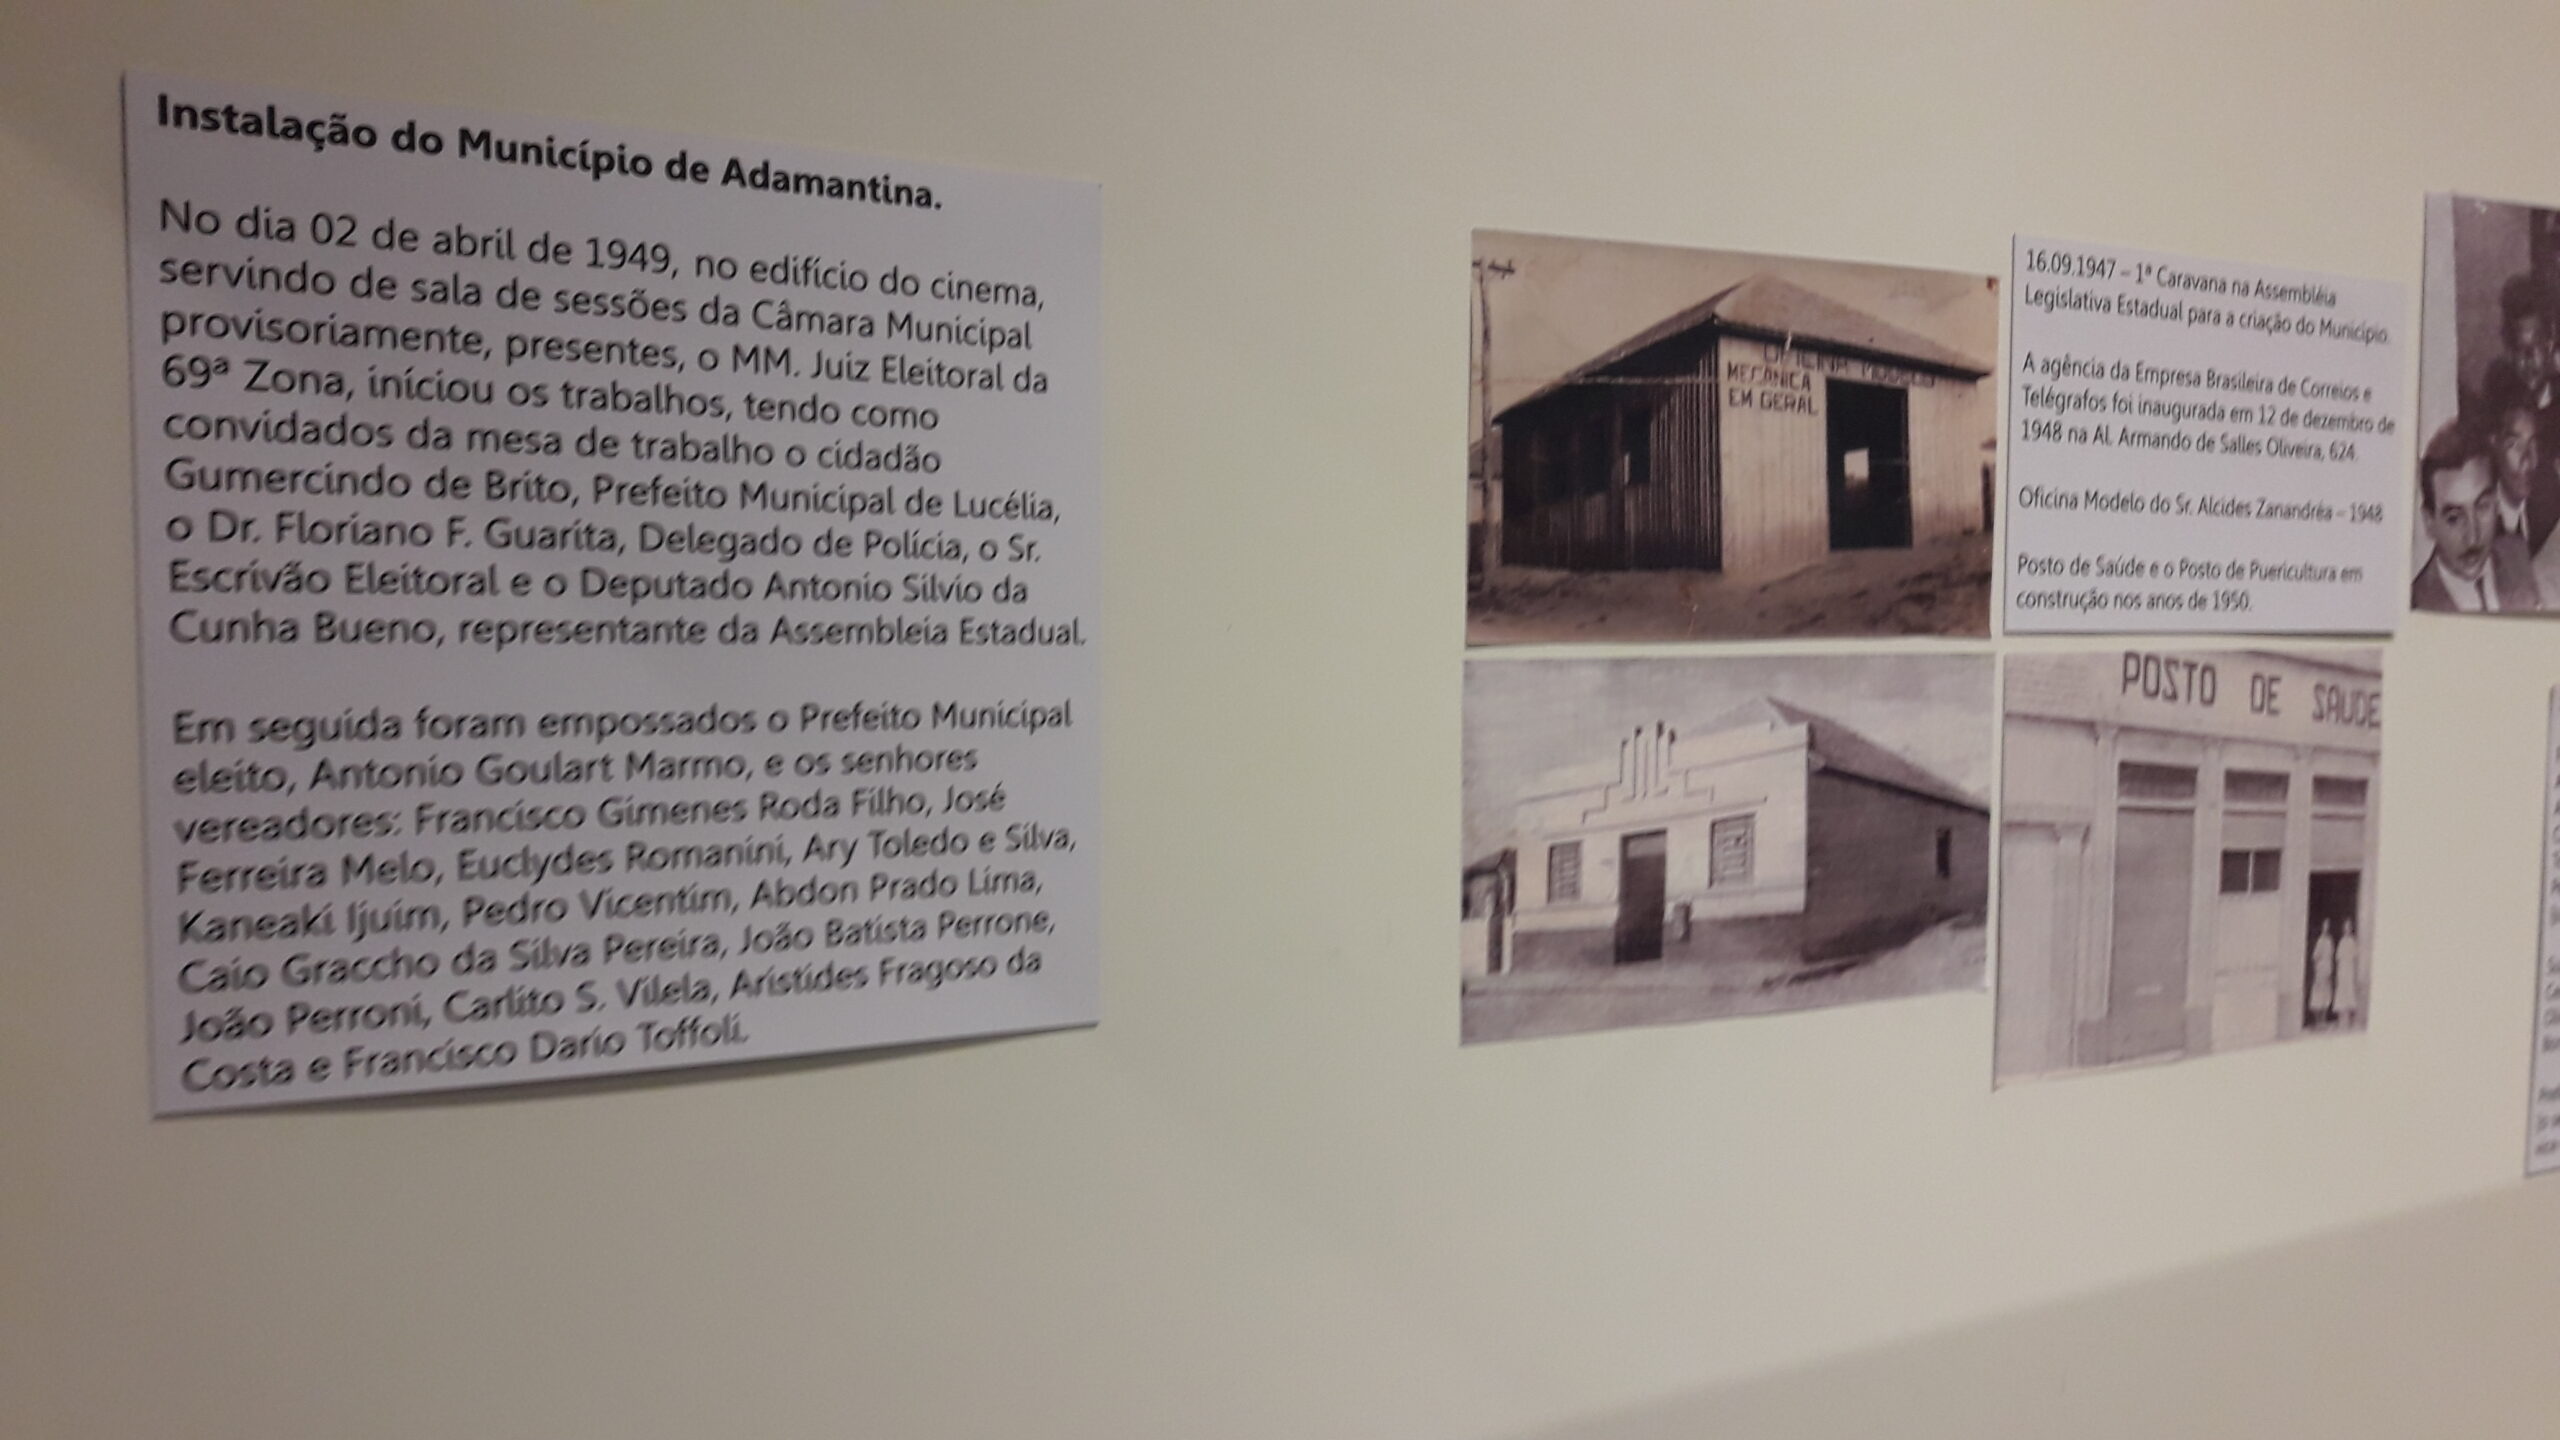 Instalação do Município de Adamantina.
No dia 02 de abril de 1949, no edifício do cinema,
servindo de sala de sessões da Câmara Municipal
provisoriamente, presentes, o MM. Juiz Eleitoral da
69ª Zona, iniciou os trabalhos, tendo como
convidados da mesa de trabalho o cidadão
Gumercindo de Brito, Prefeito Municipal de Lucélia,
o Dr. Floriano F. Guarita, Delegado de Polícia, o Sr.
Escrivão Eleitoral e o Deputado Antonio Silvio da
Cunha Bueno, representante da Assembleia Estadual.
Em seguida foram empossados o Prefeito Municipal
eleito, Antonio Goulart Marmo, e os senhores
vereadores: Francisco Gimenes Roda Filho, José
Ferreira Melo, Euclydes Romanini, Ary Toledo e Silva,
Kaneaki Ijuim, Pedro Vicentim, Abdon Prado Lima,
Caio Graccho da Silva Pereira, João Batista Perrone,
João Perroni, Carlito S. Vilela, Aristides Fragoso da
Costa e Francisco Dario Toffoli.
OFICINA MODELO
MECANICA
EM GERAL
16.09.1947 – 1ª Caravana na Assembléia
Legislativa Estadual para a criação do Município.
A agência da Empresa Brasileira de Correios e
Telégrafos foi inaugurada em 12 de dezembro de
1948 na Al. Armando de Salles Oliveira, 624.
Oficina Modelo do Sr. Alcides Zanandréa – 1948
Posto de Saúde e o Posto de Puericultura em
construção nos anos de 1950.
POSTO DE SAUDE